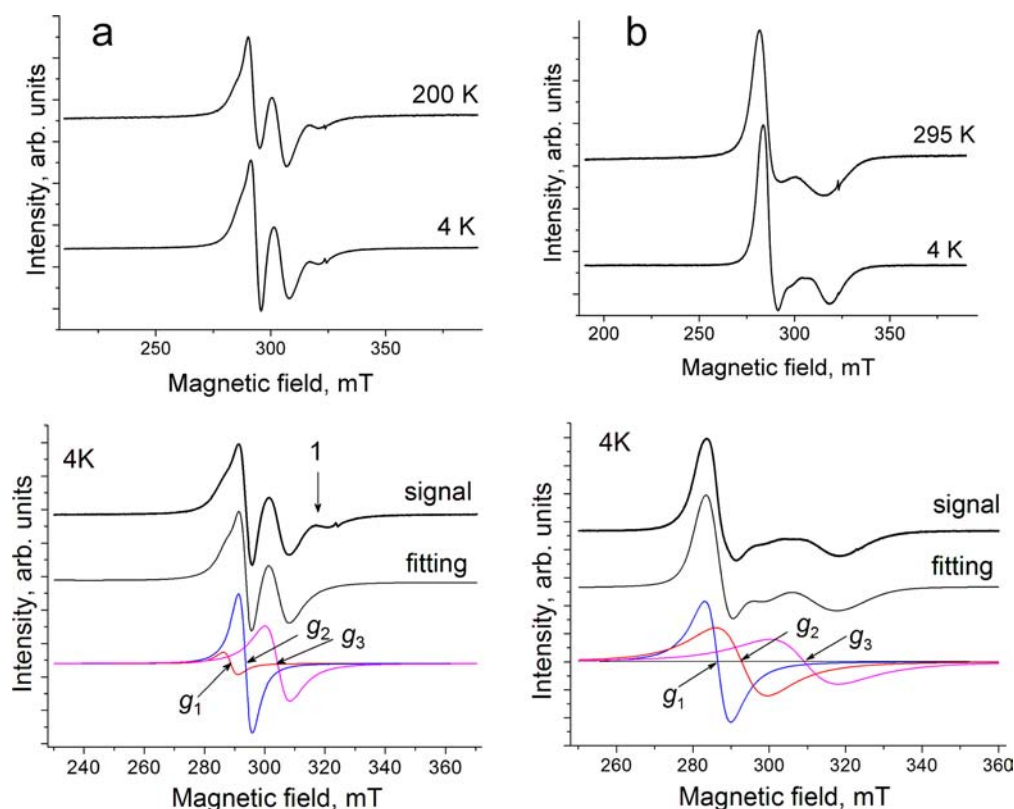 a
200 K
4 K
Intensity, arb. units
250 300 350
Magnetic field, mT
b
295 K
4 K
Intensity, arb. units
200 250 300 350
Magnetic field, mT
4K
1
signal
fitting
g2
g3
g1
Intensity, arb. units
240 260 280 300 320 340 360
Magnetic field, mT
4K
signal
fitting
g2
g3
g1
Intensity, arb. units
260 280 300 320 340 360
Magnetic field, mT